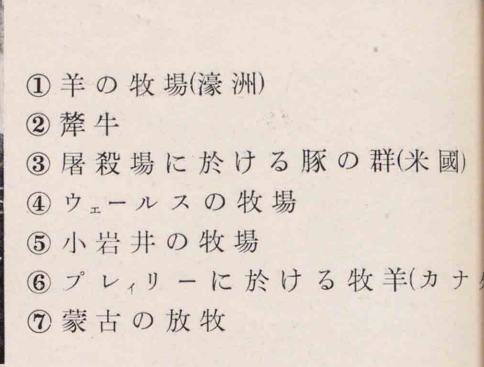 ① 羊の牧場(濠洲)
② 犛牛
③ 屠殺場に於ける豚の群(米國)
④ ウェールスの牧場
⑤ 小岩井の牧場
⑥ プレィリーに於ける牧羊(カナ
⑦ 蒙古の放牧